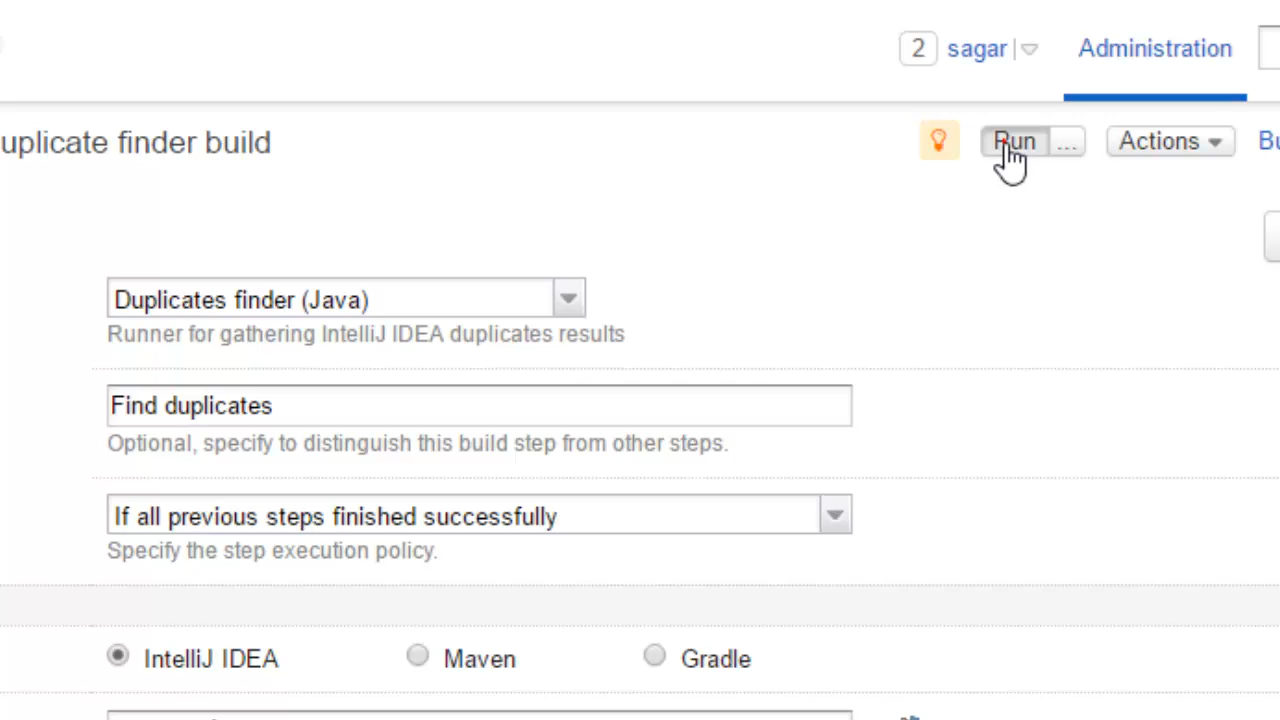 2 sagar Administration
uplicate finder build Run ... Actions Bu
Duplicates finder (Java)
Runner for gathering IntelliJ IDEA duplicates results
Find duplicates
Optional, specify to distinguish this build step from other steps.
If all previous steps finished successfully
Specify the step execution policy.
IntelliJ IDEA Maven Gradle